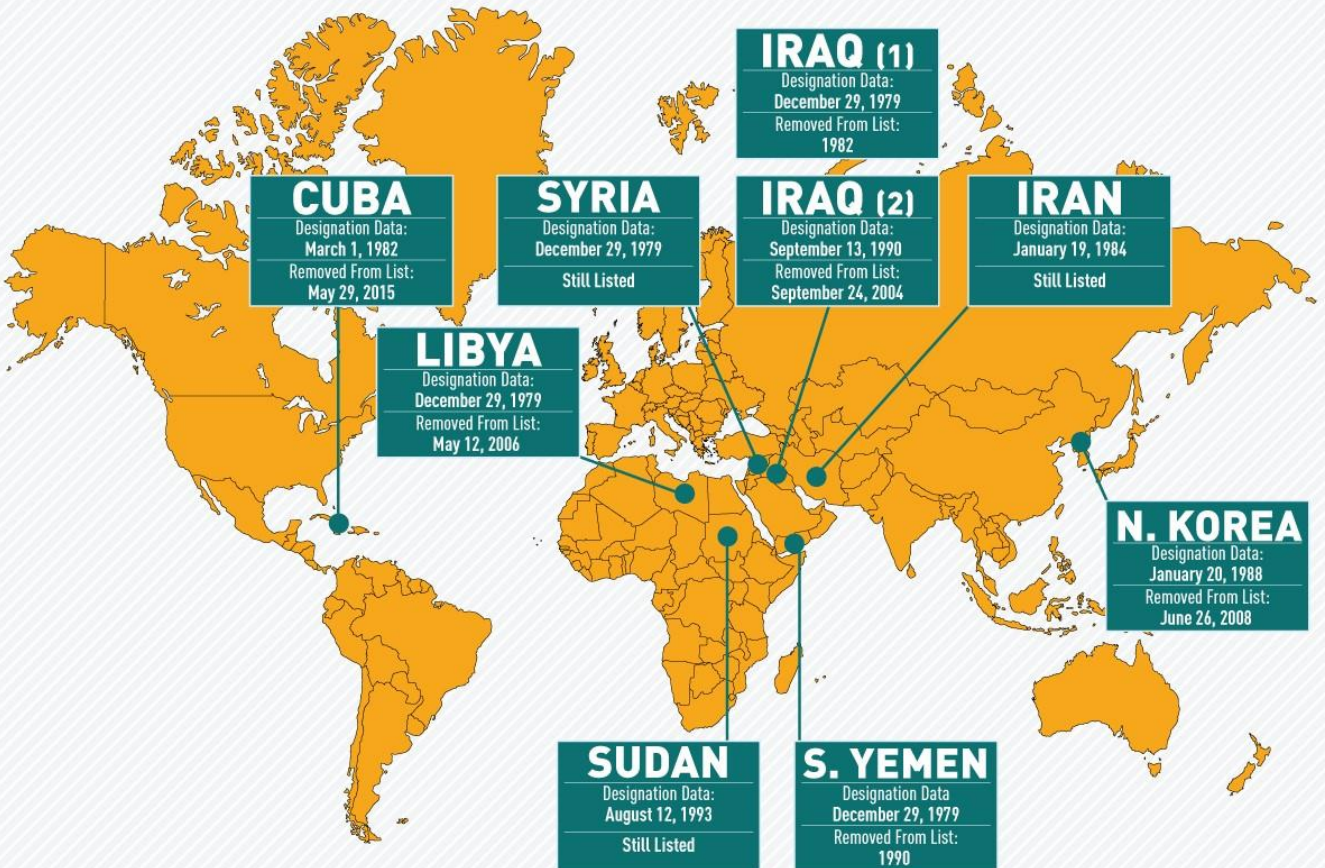 IRAQ (1)
Designation Data:
December 29, 1979
Removed From List:
1982
CUBA
Designation Data:
March 1, 1982
Removed From List:
May 29, 2015
SYRIA
Designation Data:
December 29, 1979
Still Listed
IRAQ (2)
Designation Data:
September 13, 1990
Removed From List:
September 24, 2004
IRAN
Designation Data:
January 19, 1984
Still Listed
LIBYA
Designation Data:
December 29, 1979
Removed From List:
May 12, 2006
N. KOREA
Designation Data:
January 20, 1988
Removed From List:
June 26, 2008
SUDAN
Designation Data:
August 12, 1993
Still Listed
S. YEMEN
Designation Data
December 29, 1979
Removed From List:
1990